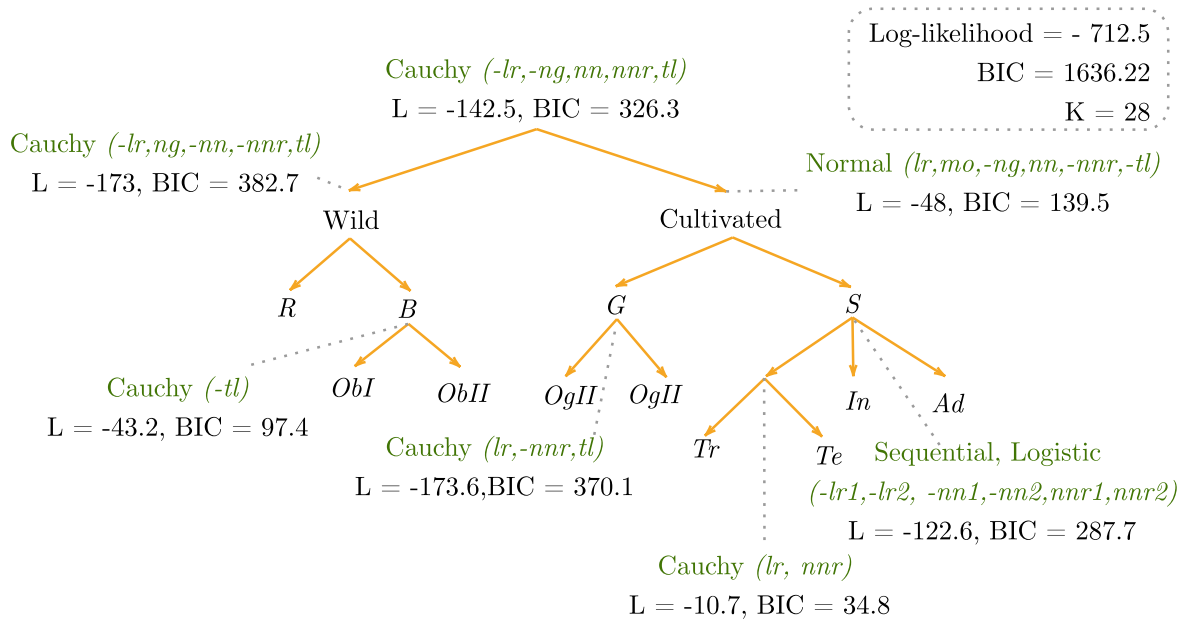 Log-likelihood = - 712.5
BIC = 1636.22
K = 28
Cauchy (-lr,-ng,nn,nnr,tl)
L = -142.5, BIC = 326.3
Cauchy (-lr,ng,-nn,-nnr,tl)
L = -173, BIC = 382.7
Normal (lr,mo,-ng,nn,-nnr,-tl)
L = -48, BIC = 139.5
Wild
Cultivated
R
B
G
S
Cauchy (-tl)
L = -43.2, BIC = 97.4
ObI
ObII
OgII
OgII
In
Ad
Cauchy (lr,-nnr,tl)
L = -173.6,BIC = 370.1
Tr
Te
Sequential, Logistic
(-lr1,-lr2, -nn1,-nn2,nnr1,nnr2)
L = -122.6, BIC = 287.7
Cauchy (lr, nnr)
L = -10.7, BIC = 34.8